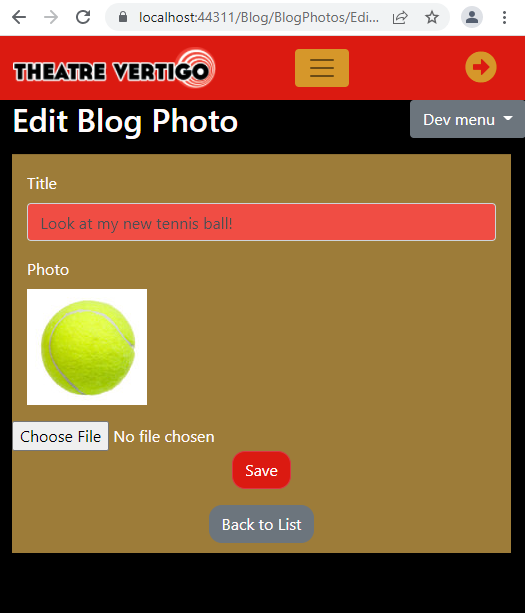 localhost:44311/Blog/BlogPhotos/Edi...
THEATRE VERTIGO
Edit Blog Photo
Dev menu
Title
Look at my new tennis ball!
Photo
Choose File No file chosen
Save
Back to List